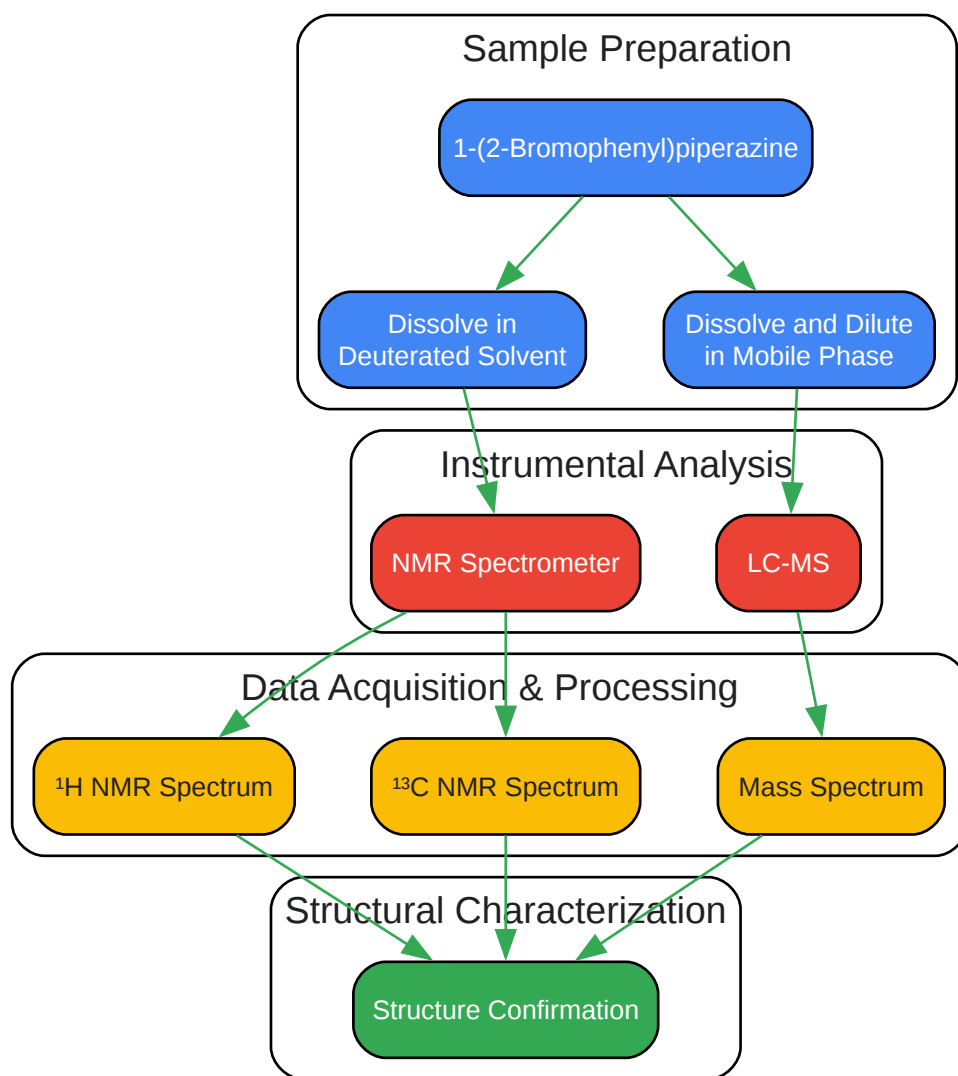 Sample Preparation
1-(2-Bromophenyl)piperazine
Dissolve in
Deuterated Solvent
Dissolve and Dilute
in Mobile Phase
Instrumental Analysis
NMR Spectrometer
LC-MS
Data Acquisition & Processing
¹H NMR Spectrum
¹³C NMR Spectrum
Mass Spectrum
Structural Characterization
Structure Confirmation